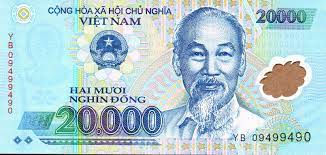 CỘNG HÒA XÃ HỘI CHỦ NGHĨA
VIỆT NAM
20000
YB 09499490
HAI MƯƠI
NGHÌN ĐỒNG
20.000
YB 09499490